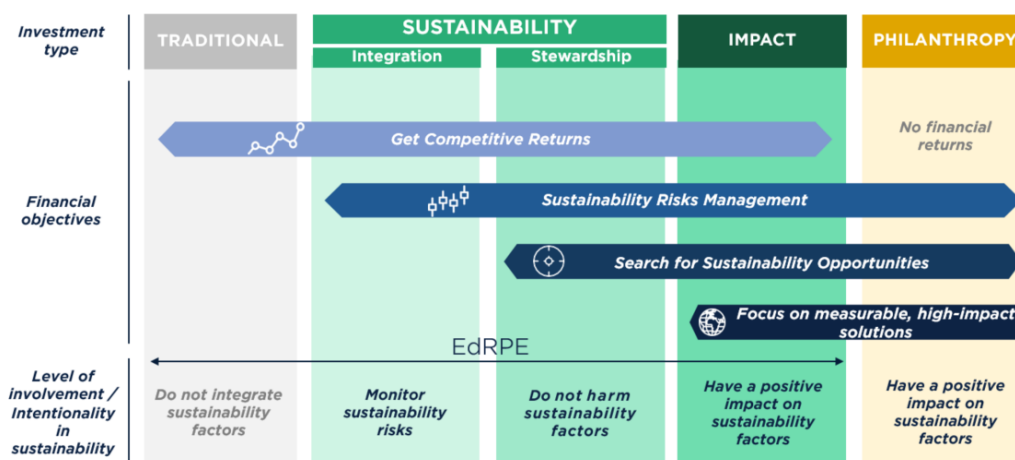 Investment
type
TRADITIONAL
SUSTAINABILITY
Integration
Stewardship
IMPACT
PHILANTHROPY
Financial
objectives
Get Competitive Returns
No financial
returns
Sustainability Risks Management
Search for Sustainability Opportunities
Focus on measurable, high-impact
solutions
EdRPE
Level of
involvement /
Intentionality
in
sustainability
Do not integrate
sustainability
factors
Monitor
sustainability
risks
Do not harm
sustainability
factors
Have a positive
impact on
sustainability
factors
Have a positive
impact on
sustainability
factors